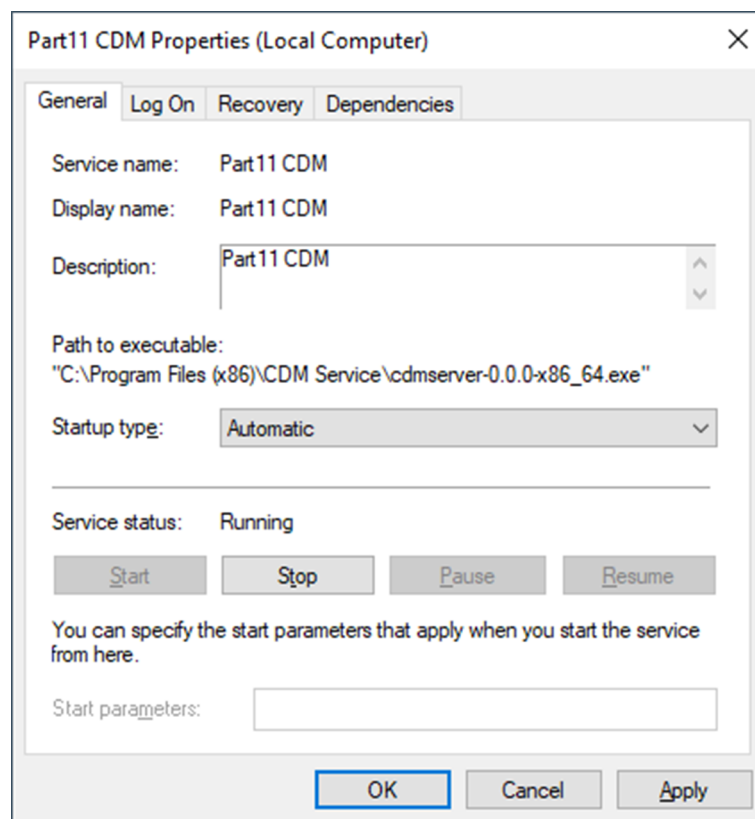 Part11 CDM Properties (Local Computer)
General Log On Recovery Dependencies
Service name: Part11 CDM
Display name: Part11 CDM
Description: Part11 CDM
Path to executable:
"C:\Program Files (x86)\CDM Service\cdmserver-0.0.0-x86_64.exe"
Startup type: Automatic
Service status: Running
Start Stop Pause Resume
You can specify the start parameters that apply when you start the service
from here.
Start parameters:
OK Cancel Apply